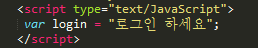 <script type="text/JavaScript">
var login = "로그인 하세요";
</script>